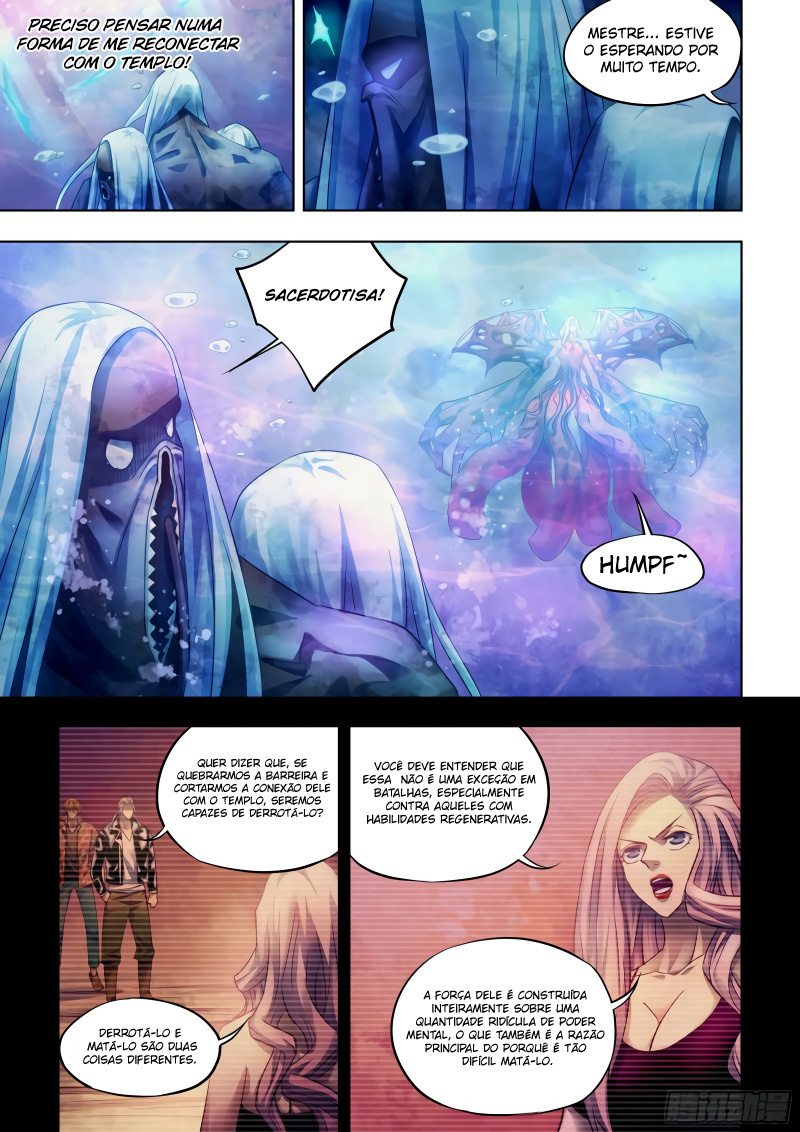 PRECISO PENSAR NUMA
FORMA DE ME RECONECTAR
COM O TEMPLO!
MESTRE... ESTIVE
O ESPERANDO POR
MUITO TEMPO.
SACERDOTISA!
HUMPF~
QUER DIZER QUE, SE
QUEBRARMOS A BARREIRA E
CORTARMOS A CONEXÃO DELE
COM O TEMPLO, SEREMOS
CAPAZES DE DERROTÁ-LO?
DERROTÁ-LO E
MATÁ-LO SÃO DUAS
COISAS DIFERENTES.
VOCÊ DEVE ENTENDER QUE
ESSA NÃO É UMA EXCEÇÃO EM
BATALHAS, ESPECIALMENTE
CONTRA AQUELES COM
HABILIDADES REGENERATIVAS.
A FORÇA DELE É CONSTRUÍDA
INTEIRAMENTE SOBRE UMA
QUANTIDADE RIDÍCULA DE PODER
MENTAL, O QUE TAMBÉM É A RAZÃO
PRINCIPAL DO PORQUÊ É TÃO
DIFÍCIL MATÁ-LO.
腾讯动漫